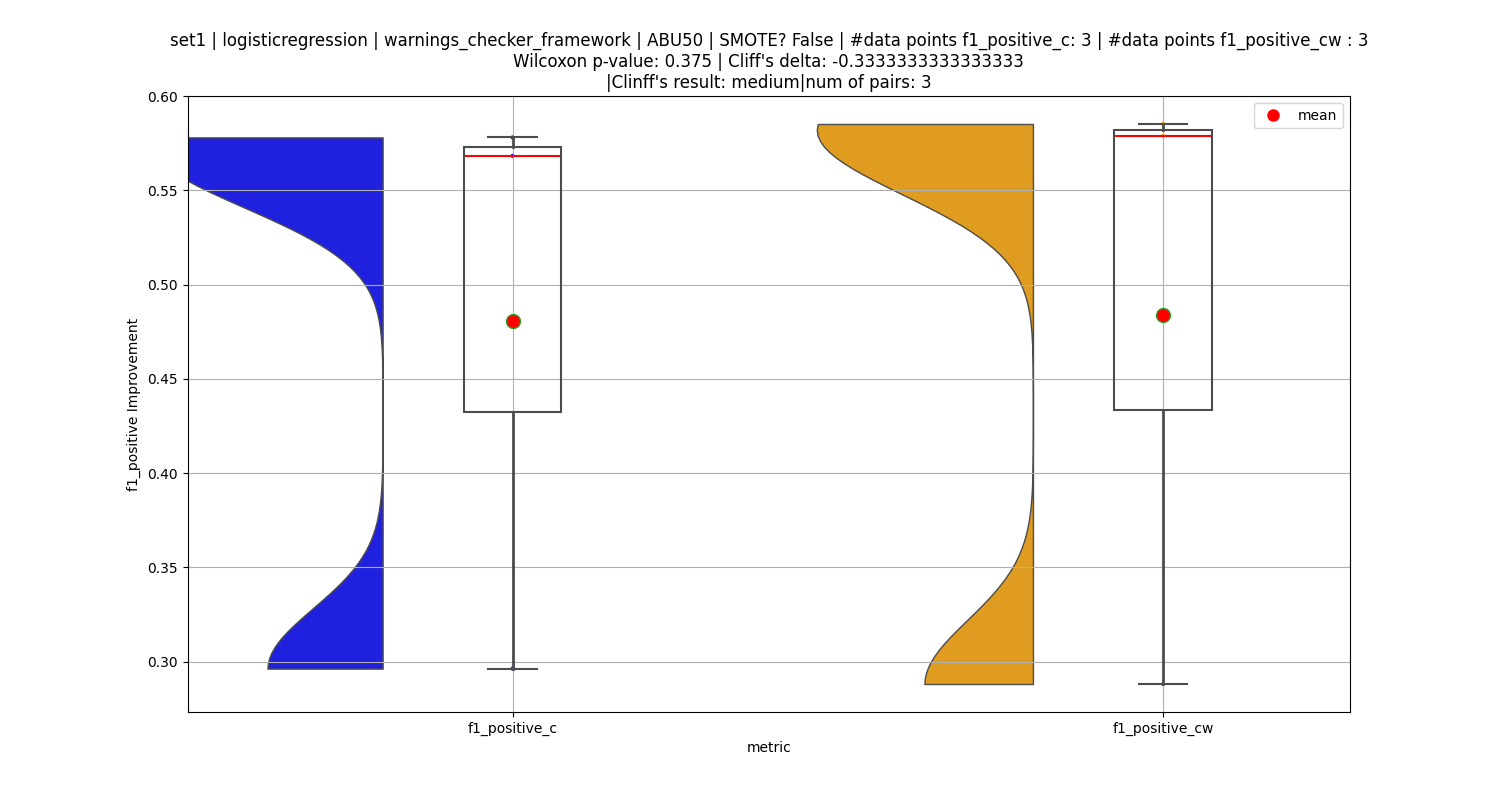 set1 | logisticregression | warnings_checker_framework | ABU50 | SMOTE? False | #data points f1_positive_c: 3 | #data points f1_positive_cw : 3
Wilcoxon p-value: 0.375 | Cliff's delta: -0.3333333333333333
|Clinff's result: medium|num of pairs: 3
mean
0.60
0.55
0.50
0.45
0.40
0.35
0.30
f1_positive Improvement
f1_positive_c
f1_positive_cw
metric